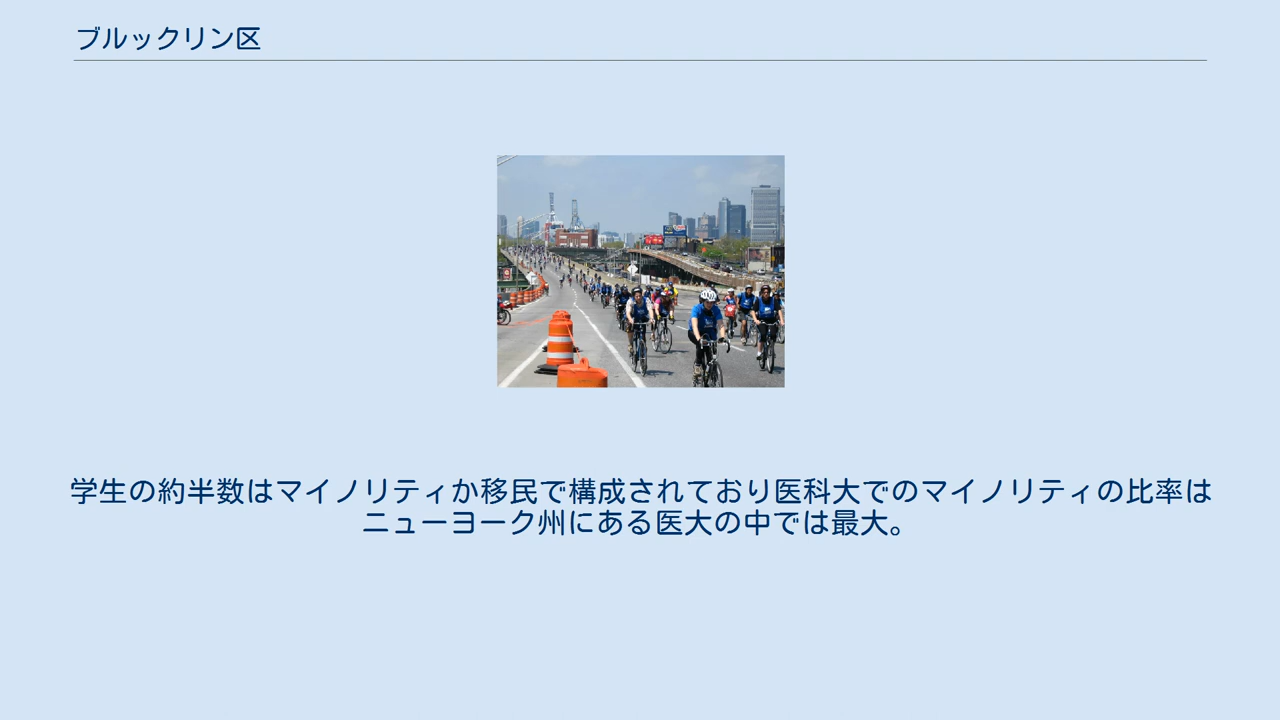 ブルックリン区
学生の約半数はマイノリティか移民で構成されており医科大でのマイノリティの比率は
ニューヨーク州にある医大の中では最大。